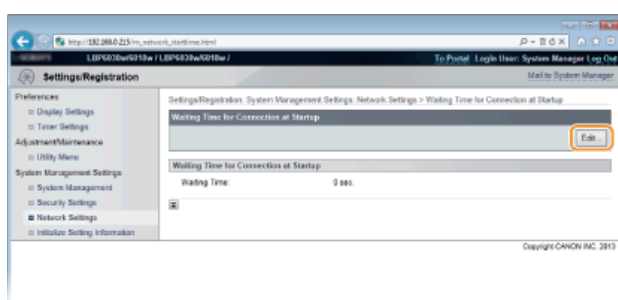 http://192.168.0.215/m_network_starttime.html
LBP6030w/6018w / LBP6030w/6018w /
To Portal Login User: System Manager Log Out
Settings/Registration
Mail to System Manager
Preferences
Display Settings
Timer Settings
Adjustment/Maintenance
Utility Menu
System Management Settings
System Management
Security Settings
Network Settings
Initialize Setting Information
Settings/Registration: System Management Settings: Network Settings > Waiting Time for Connection at Startup
Waiting Time for Connection at Startup
Edit...
Waiting Time for Connection at Startup
Waiting Time: 0 sec.
Copyright CANON INC. 2013